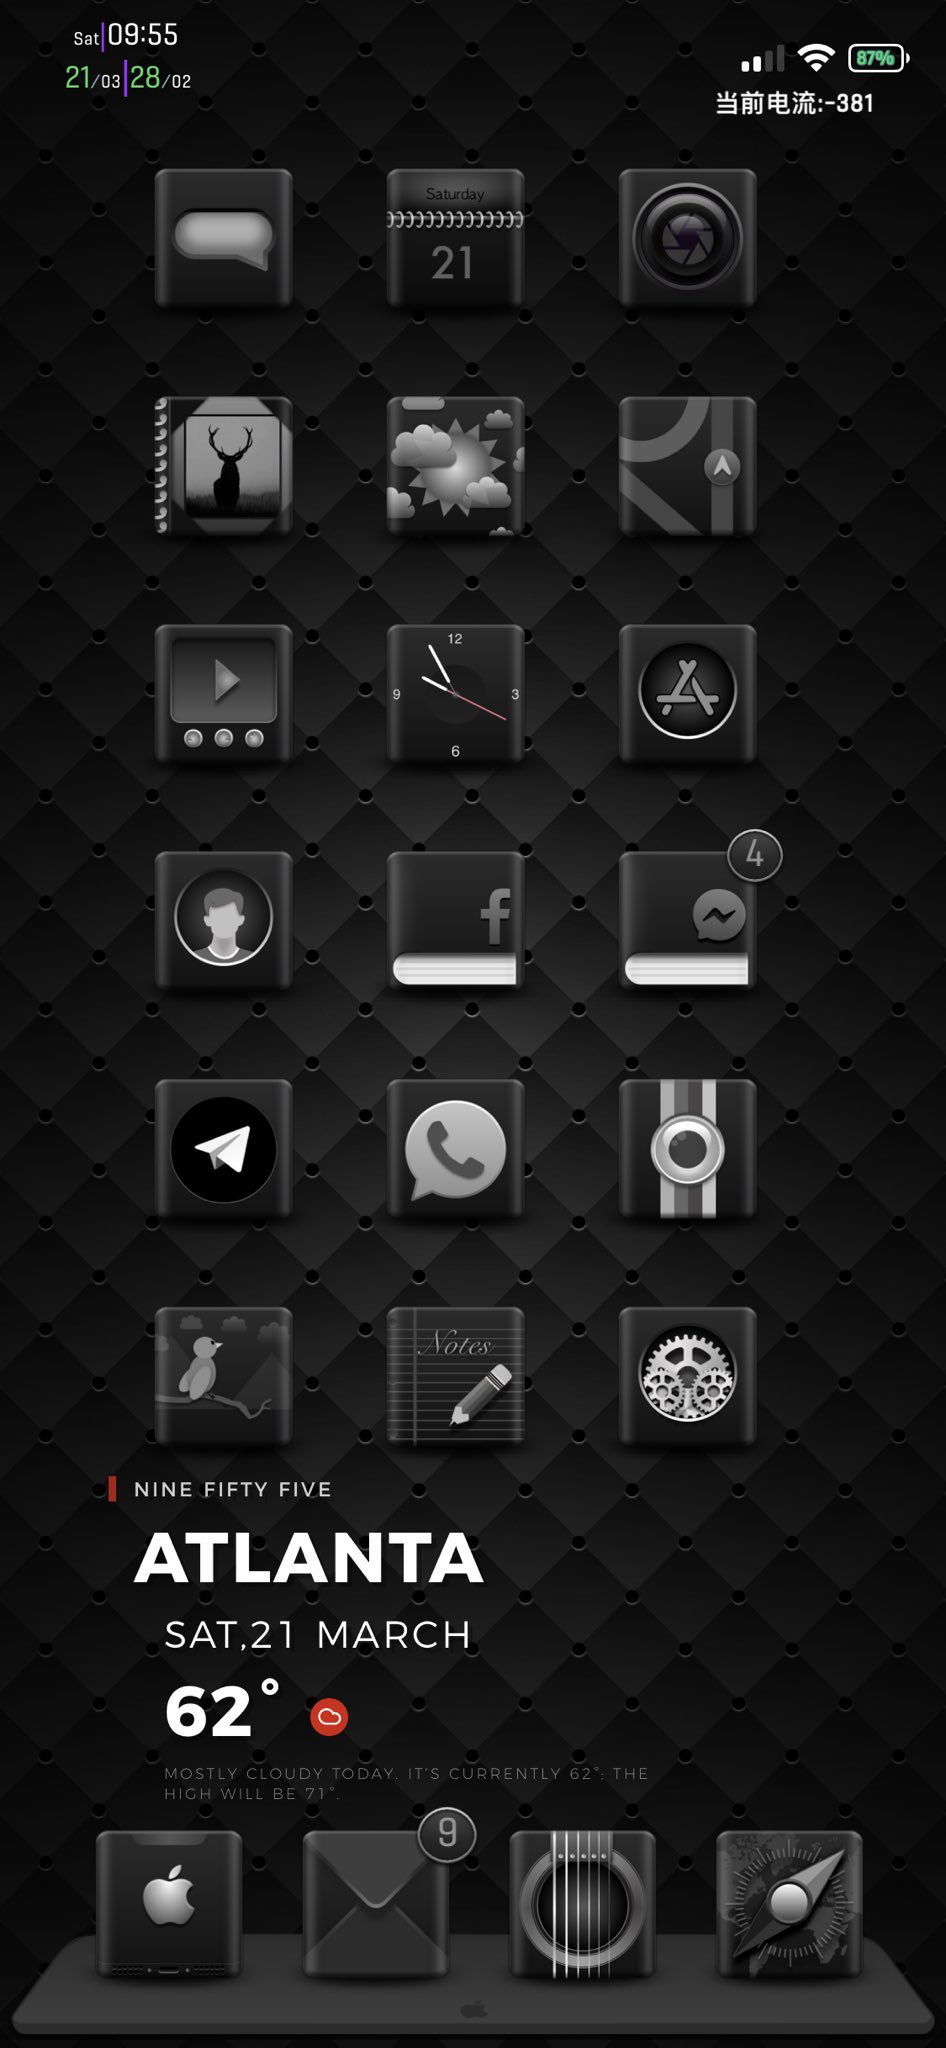 Sat|09:55
21/03|28/02
87%
当前电流:-381
Saturday
21
12
9 3
6
4
Notes
NINE FIFTY FIVE
ATLANTA
SAT,21 MARCH
62°
MOSTLY CLOUDY TODAY. IT'S CURRENTLY 62°; THE
HIGH WILL BE 71°.
9